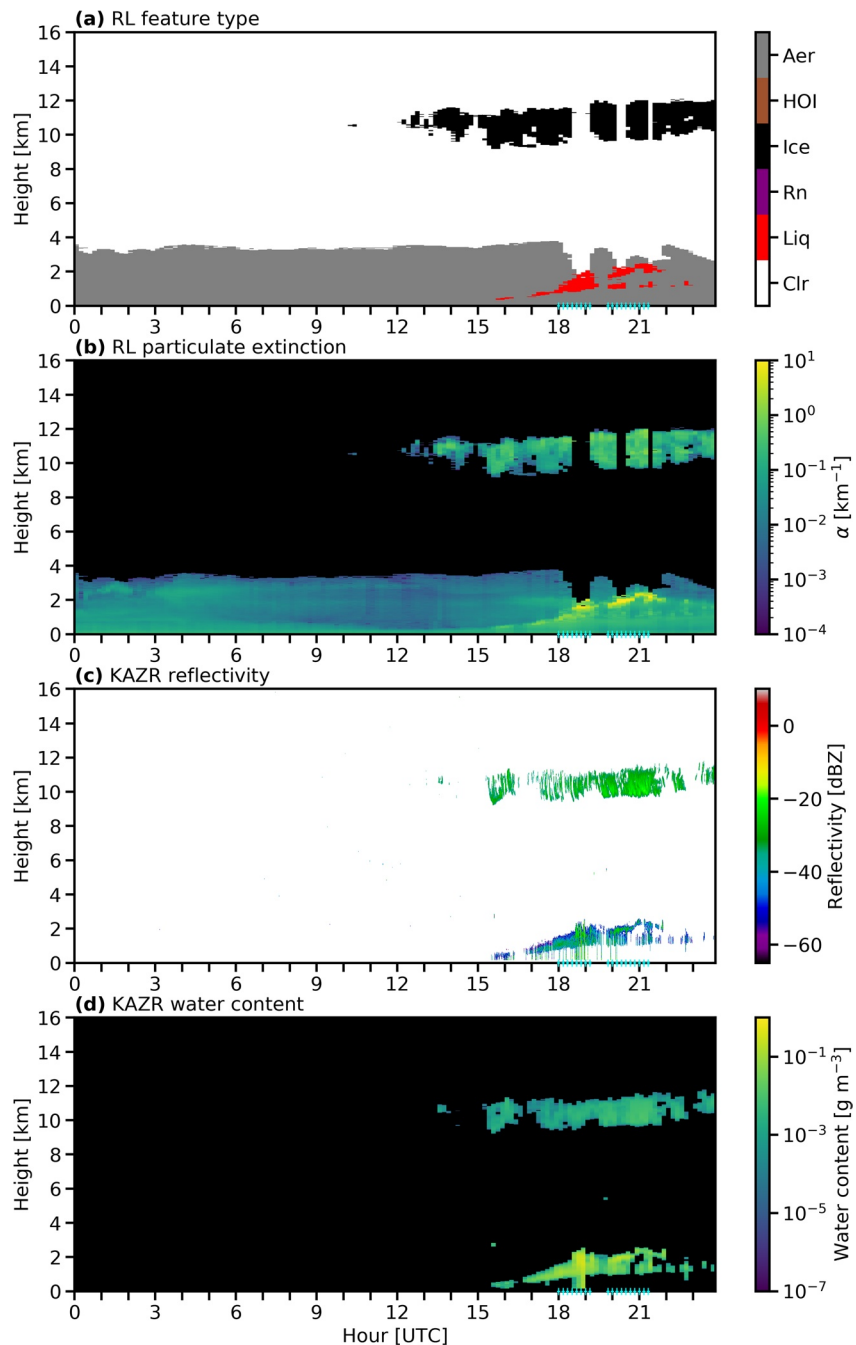 (a) RL feature type
16
14
12
10
8
6
4
2
0
Height [km]
0 3 6 9 12 15 18 21
Aer
HOI
Ice
Rn
Liq
Clr
(b) RL particulate extinction
16
14
12
10
8
6
4
2
0
Height [km]
0 3 6 9 12 15 18 21
10¹
10⁰
10⁻¹
10⁻²
10⁻³
10⁻⁴
α [km⁻¹]
(c) KAZR reflectivity
16
14
12
10
8
6
4
2
0
Height [km]
0 3 6 9 12 15 18 21
0
−20
−40
−60
Reflectivity [dBZ]
(d) KAZR water content
16
14
12
10
8
6
4
2
0
Height [km]
0 3 6 9 12 15 18 21
Hour [UTC]
10⁻¹
10⁻³
10⁻⁵
10⁻⁷
Water content [g m⁻³]